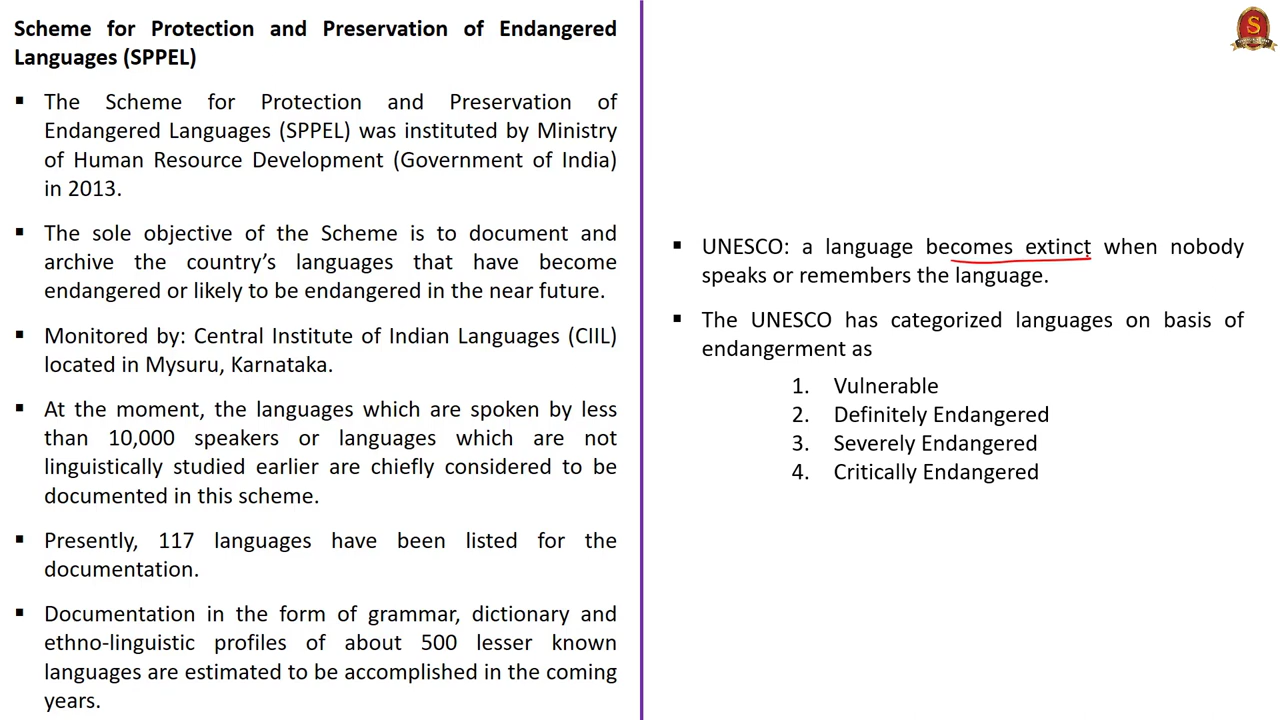 Scheme for Protection and Preservation of Endangered
Languages (SPPEL)
▪ The Scheme for Protection and Preservation of
Endangered Languages (SPPEL) was instituted by Ministry
of Human Resource Development (Government of India)
in 2013.
▪ The sole objective of the Scheme is to document and
archive the country’s languages that have become
endangered or likely to be endangered in the near future.
▪ Monitored by: Central Institute of Indian Languages (CIIL)
located in Mysuru, Karnataka.
▪ At the moment, the languages which are spoken by less
than 10,000 speakers or languages which are not
linguistically studied earlier are chiefly considered to be
documented in this scheme.
▪ Presently, 117 languages have been listed for the
documentation.
▪ Documentation in the form of grammar, dictionary and
ethno-linguistic profiles of about 500 lesser known
languages are estimated to be accomplished in the coming
years.
▪ UNESCO: a language becomes extinct when nobody
speaks or remembers the language.
▪ The UNESCO has categorized languages on basis of
endangerment as
1. Vulnerable
2. Definitely Endangered
3. Severely Endangered
4. Critically Endangered
S